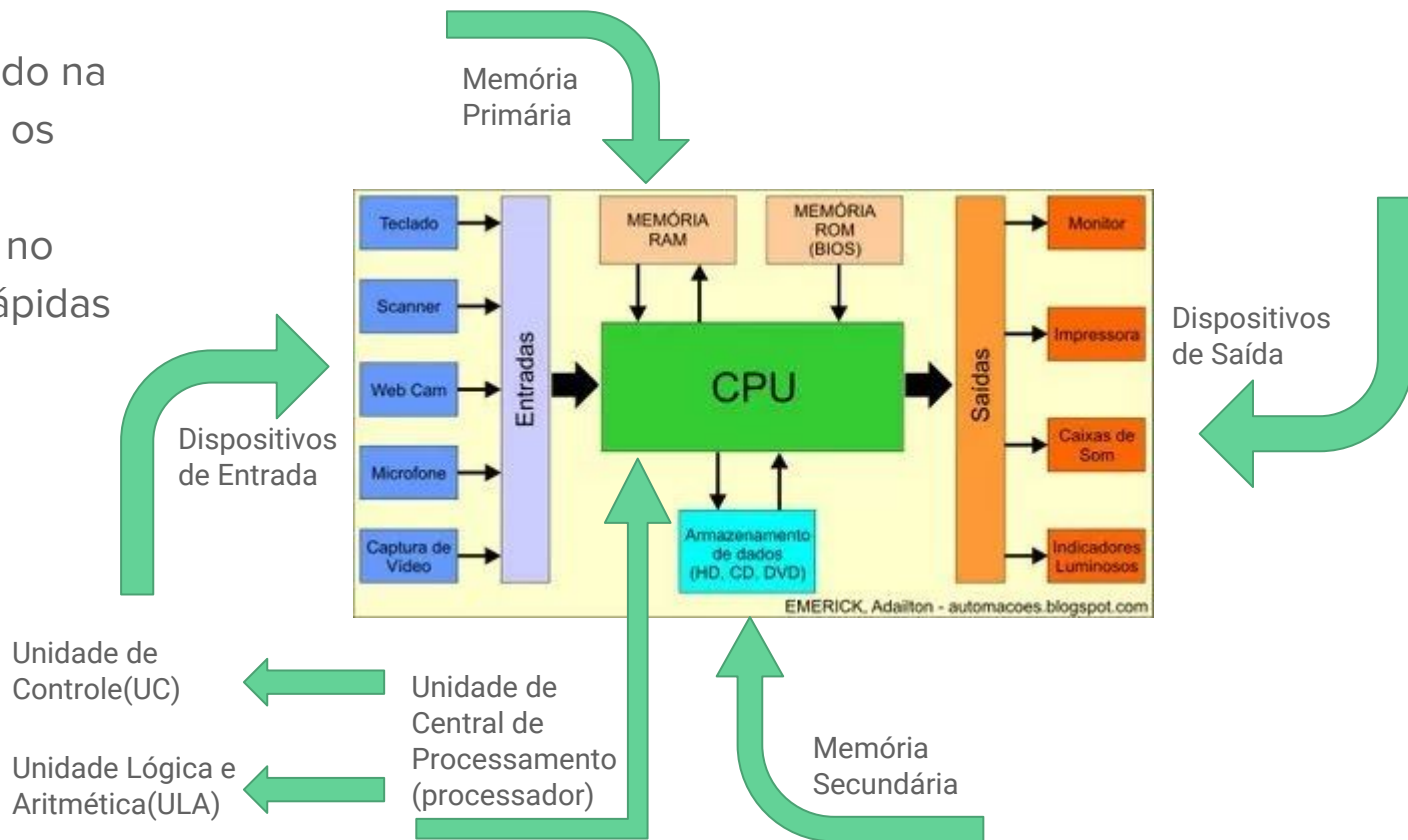 do na
os
no
ápidas
Memória
Primária
Teclado
Scanner
Web Cam
Microfone
Captura de
Vídeo
Entradas
MEMÓRIA
RAM
MEMÓRIA
ROM
(BIOS)
CPU
Armazenamento
de dados
(HD, CD, DVD)
Saídas
Monitor
Impressora
Caixas de
Som
Indicadores
Luminosos
EMERICK, Adailton - automacoes.blogspot.com
Dispositivos
de Entrada
Dispositivos
de Saída
Unidade de
Controle(UC)
Unidade Lógica e
Aritmética(ULA)
Unidade de
Central de
Processamento
(processador)
Memória
Secundária